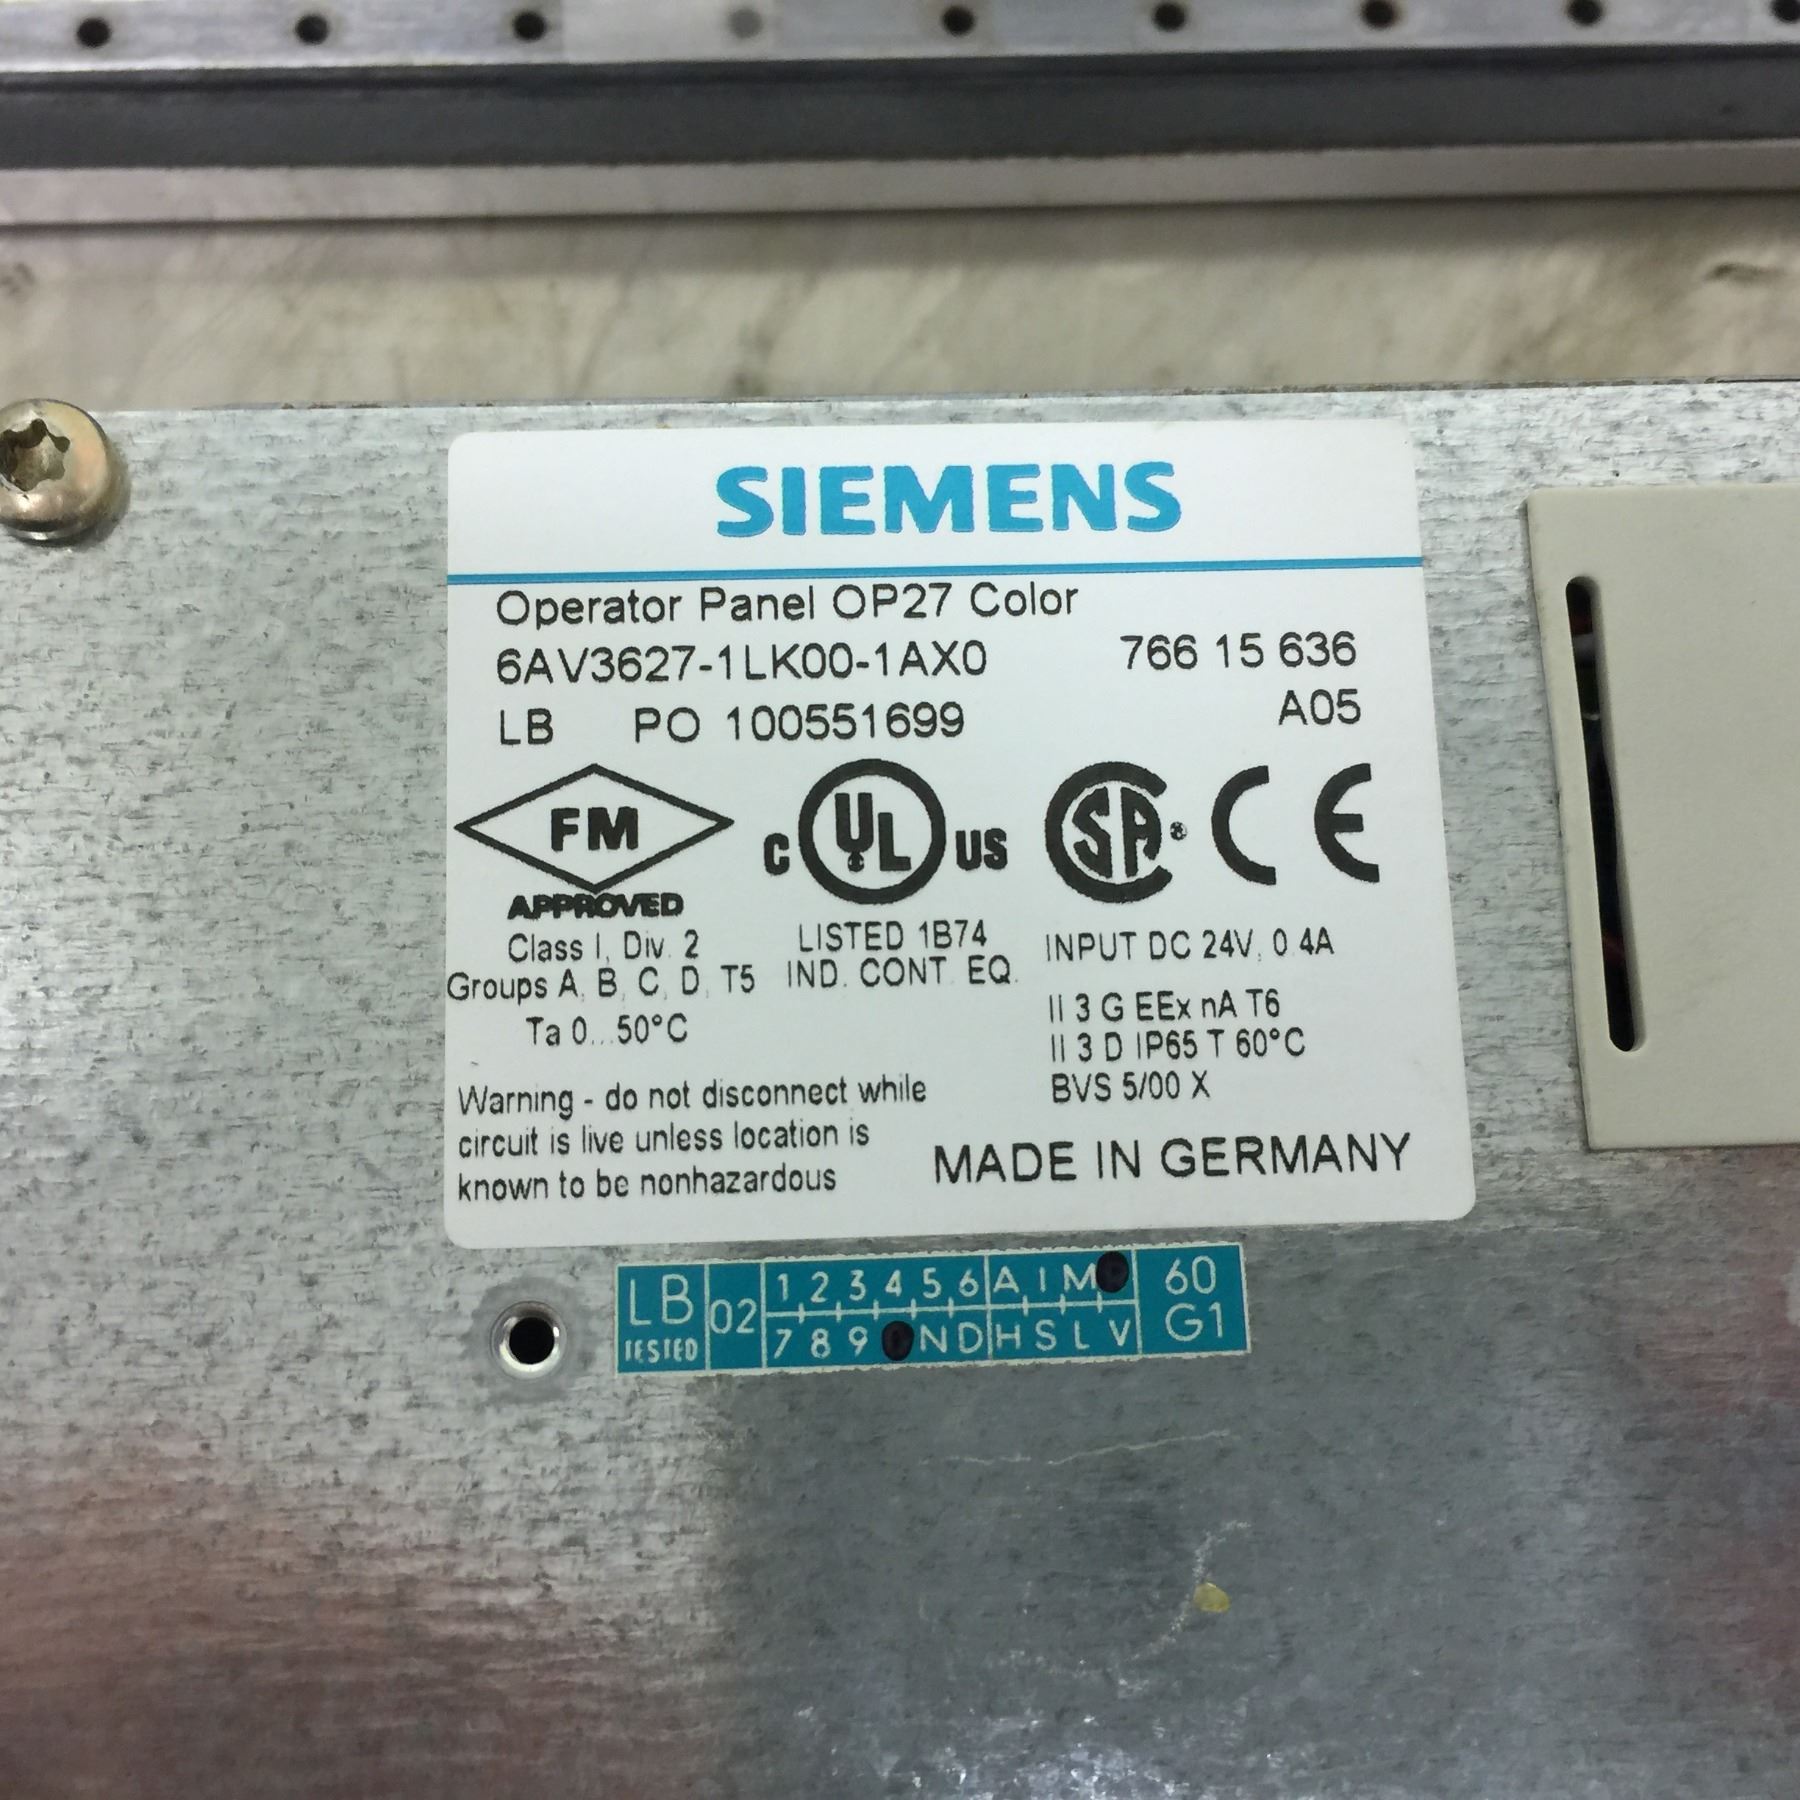 SIEMENS
Operator Panel OP27 Color
6AV3627-1LK00-1AX0 766 15 636
LB PO 100551699 A05
FM
APPROVED
C UL US
SA®
CE
Class I, Div. 2
Groups A, B, C, D, T5
Ta 0...50°C
LISTED 1B74
IND. CONT. EQ.
INPUT DC 24V, 0.4A
II 3 G EEx nA T6
II 3 D IP65 T 60°C
BVS 5/00 X
Warning - do not disconnect while
circuit is live unless location is
known to be nonhazardous
MADE IN GERMANY
LB 02 1 2 3 4 5 6 A I M 60
TESTED 7 8 9 N D H S L V G1